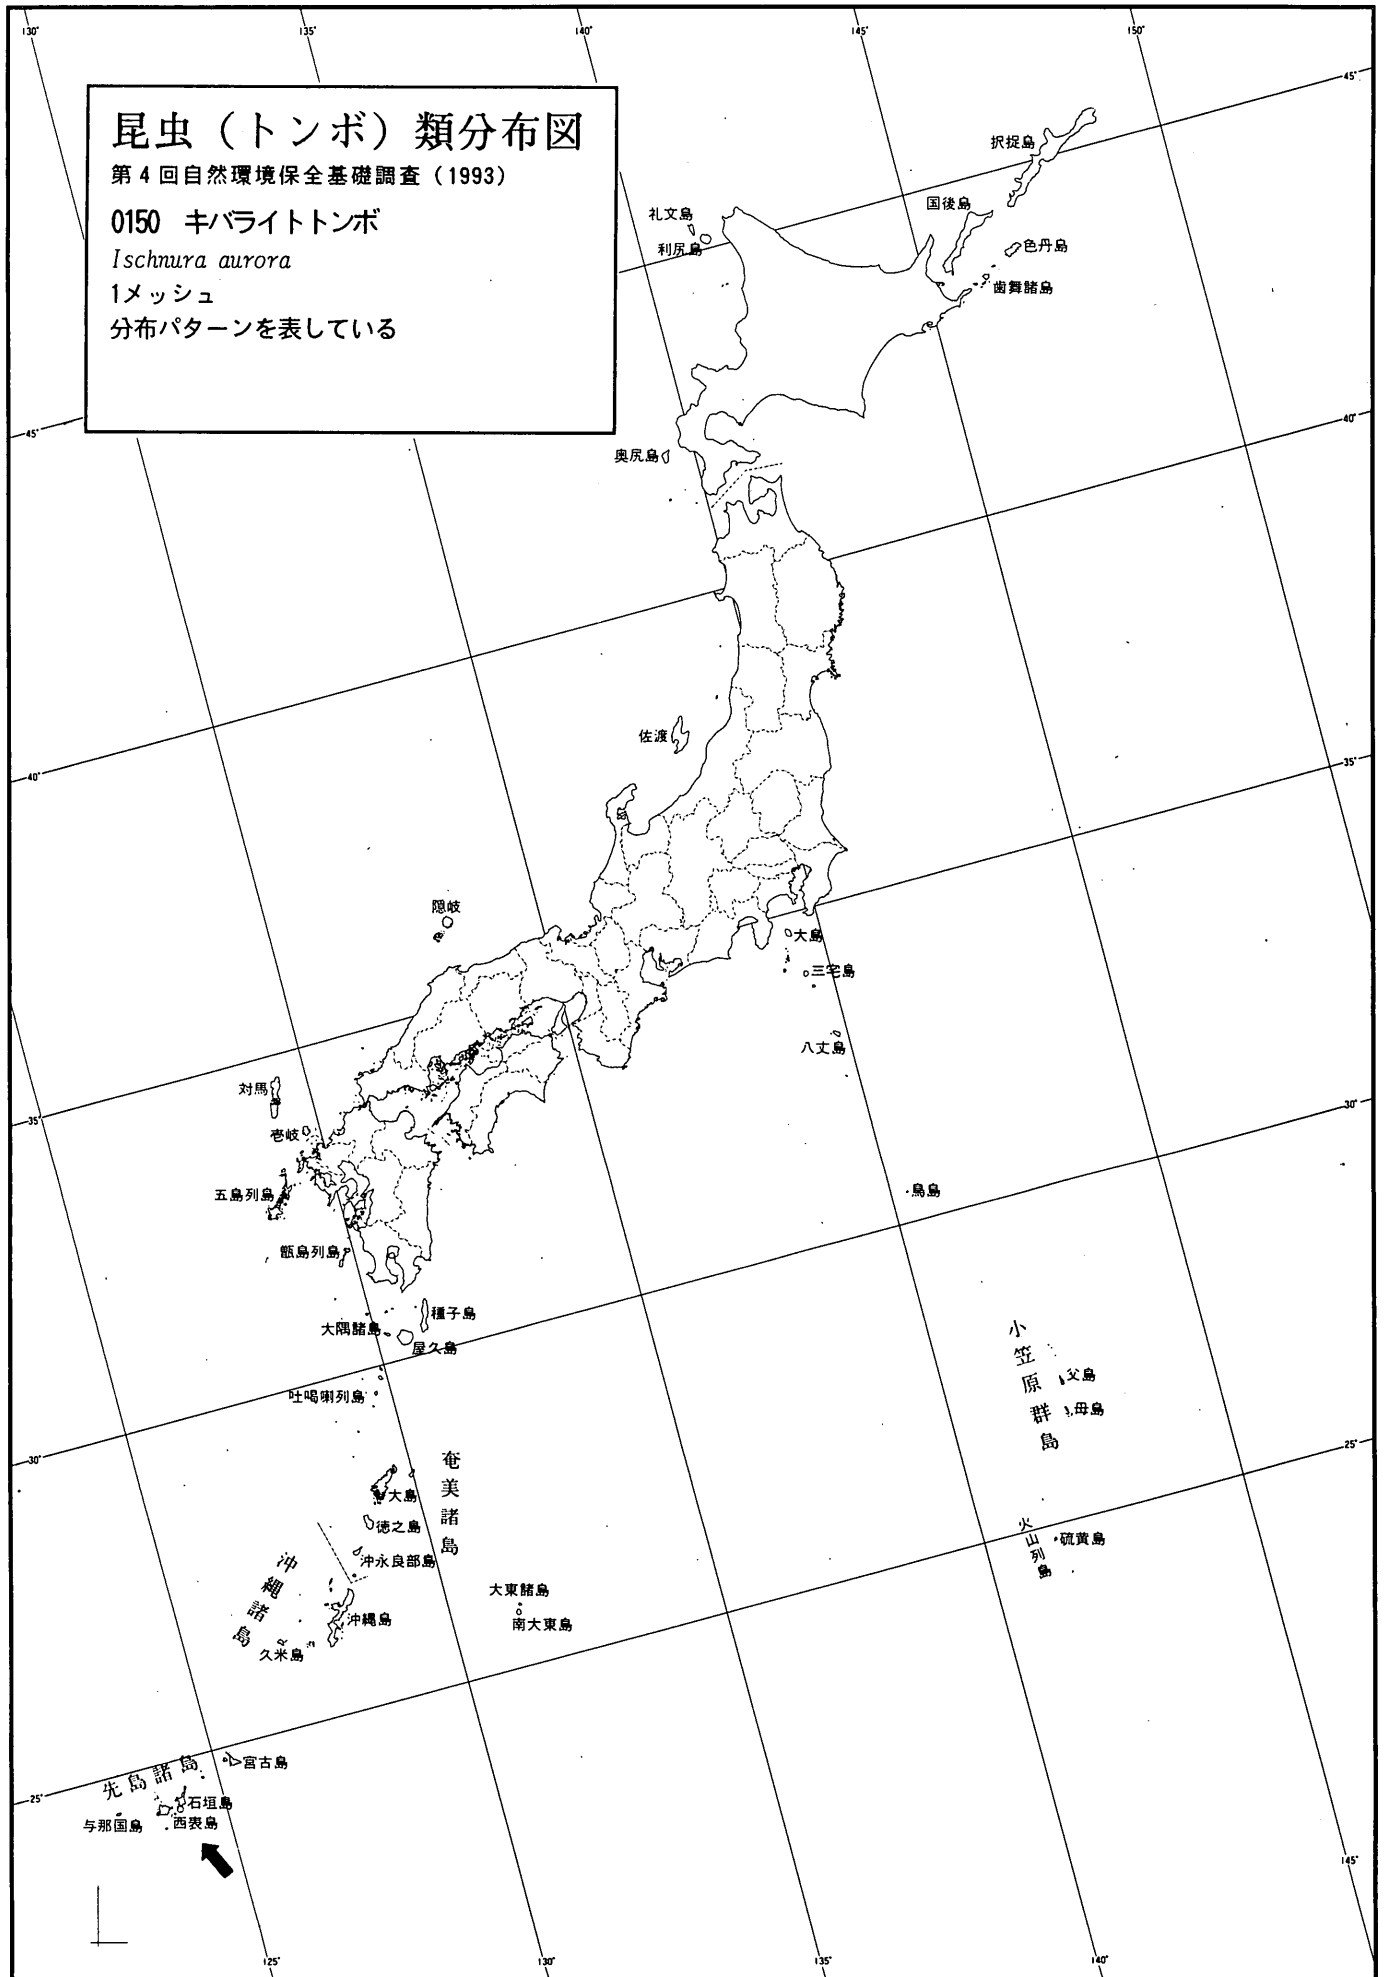 130°
135°
140°
145°
150°
昆虫（トンボ）類分布図
第4回自然環境保全基礎調査（1993）
0150 キバライトトンボ
Ischnura aurora
1メッシュ
分布パターンを表している
45°
択捉島
国後島
礼文島
利尻島
色丹島
歯舞諸島
45°
40°
奥尻島
佐渡
40°
35°
隠岐
大島
三宅島
八丈島
対馬
35°
壱岐
30°
五島列島
鳥島
甑島列島
種子島
大隅諸島
屋久島
吐噶喇列島
小笠原群島
父島
母島
30°
25°
奄美諸島
大島
徳之島
沖永良部島
沖縄諸島
沖縄島
久米島
大東諸島
南大東島
火山列島
硫黄島
先島諸島
宮古島
25°
石垣島
与那国島
西表島
145°
125°
130°
135°
140°